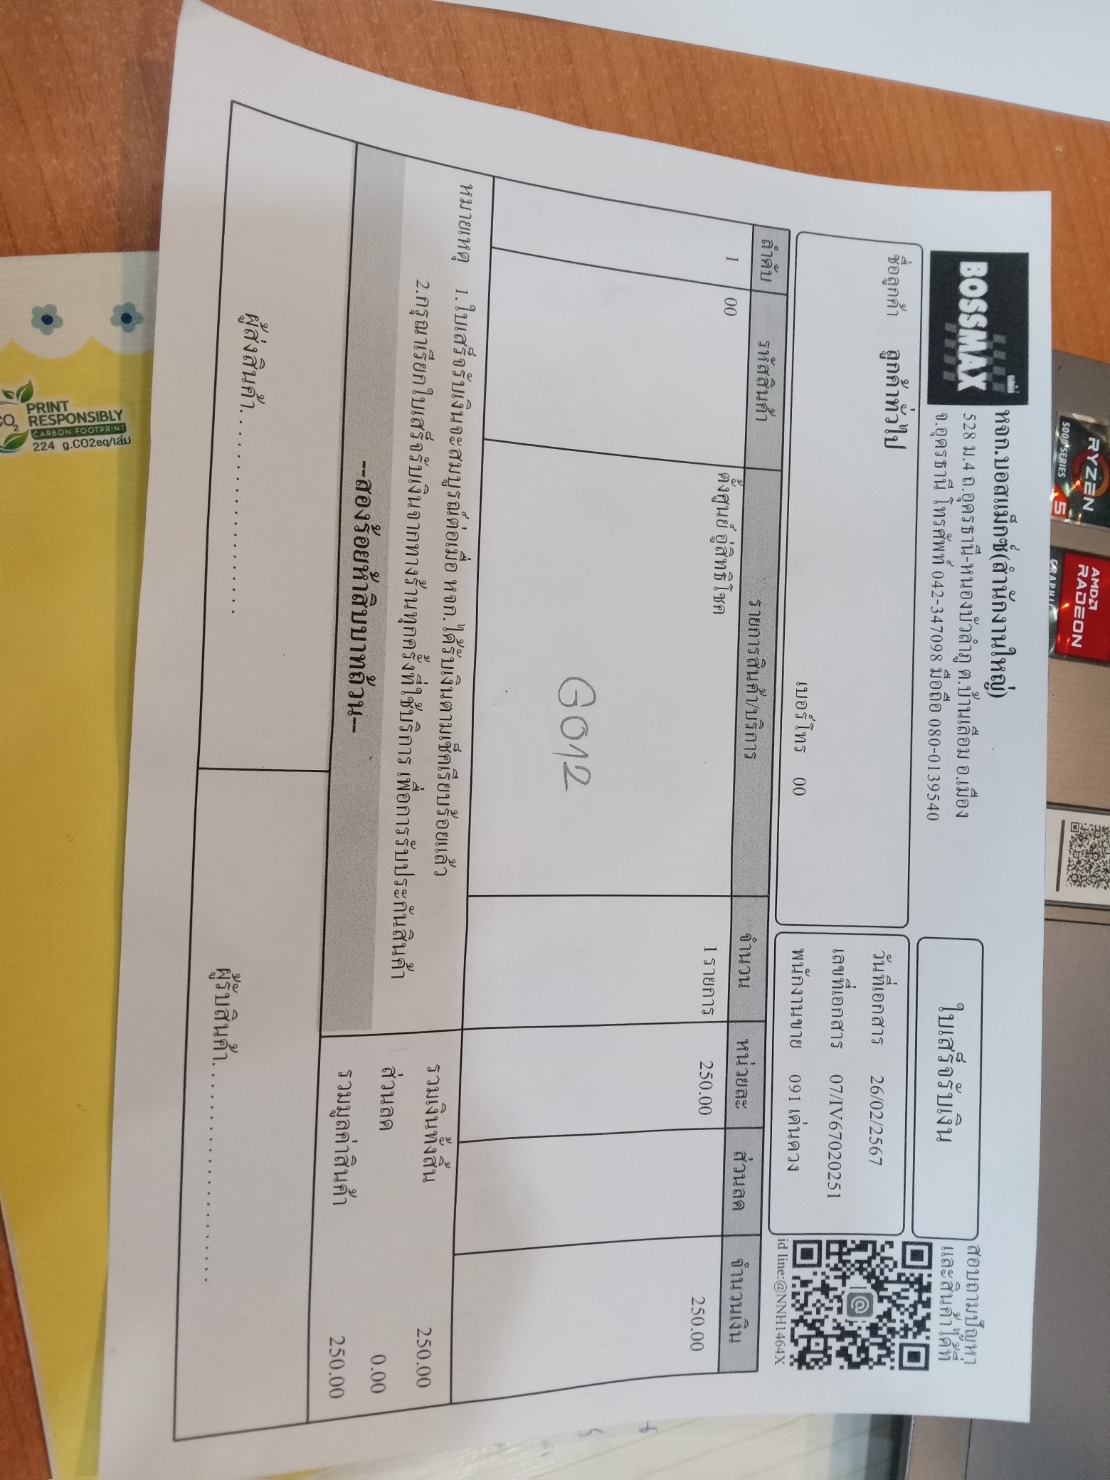 BOSSMAX
หจก.บอสแม็กซ์(สำนักงานใหญ่)
528 ม.4 ถ.อุดรธานี-หนองบัวลำภู ต.บ้านเลื่อม อ.เมือง
จ.อุดรธานี โทรศัพท์ 042-347098 มือถือ 080-0139540
ใบเสร็จรับเงิน
สอบถามปัญหา
และสินค้าได้ที่
id line:@NNH1464X
ชื่อลูกค้า ลูกค้าทั่วไป
เบอร์โทร 00
วันที่เอกสาร 26/02/2567
เลขที่เอกสาร 07/IV67020251
พนักงานขาย 091 เด่นดวง
ลำดับ รหัสสินค้า รายการสินค้า/บริการ จำนวน หน่วยละ ส่วนลด จำนวนเงิน
1 00 ตั้งศูนย์ อู่สิทธิโชค 1 รายการ 250.00 250.00
6012
หมายเหตุ 1.ใบเสร็จรับเงินจะสมบูรณ์ต่อเมื่อ หจก.ได้รับเงินตามเช็คเรียบร้อยแล้ว
2.กรุณาเรียกใบเสร็จรับเงินจากทางร้านทุกครั้งที่ใช้บริการ เพื่อการรับประกันสินค้า
รวมเงินทั้งสิ้น 250.00
ส่วนลด 0.00
--สองร้อยห้าสิบบาทถ้วน--
รวมมูลค่าสินค้า 250.00
ผู้ส่งสินค้า..............................
ผู้รับสินค้า..............................
RYZEN 5
5000 SERIES
AMD
RADEON
GRAPHICS
PRINT
RESPONSIBLY
CARBON FOOTPRINT
224 g.CO2eq/เล่ม
CO2